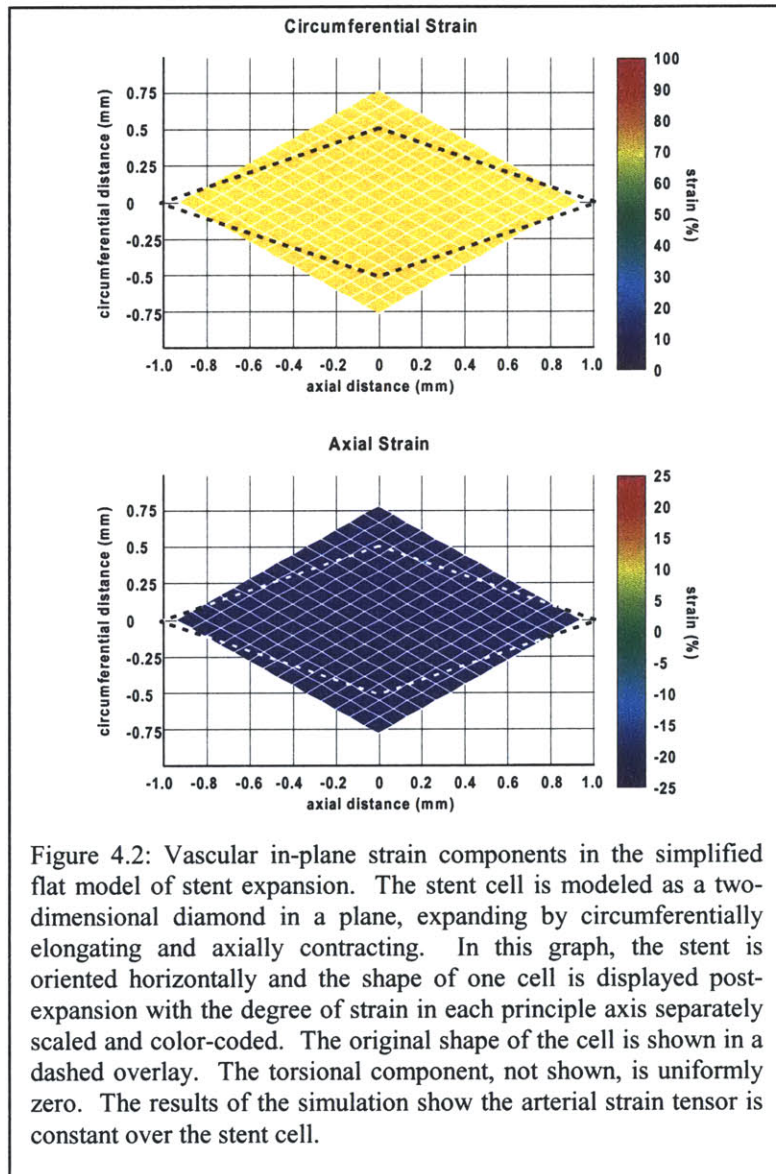 Circumferential Strain
circumferential distance (mm)
0.75
0.5
0.25
0
-0.25
-0.5
-0.75
-1.0 -0.8 -0.6 -0.4 -0.2 0 0.2 0.4 0.6 0.8 1.0
axial distance (mm)
100
90
80
70
60
50
40
30
20
10
0
strain (%)
Axial Strain
circumferential distance (mm)
0.75
0.5
0.25
0
-0.25
-0.5
-0.75
-1.0 -0.8 -0.6 -0.4 -0.2 0 0.2 0.4 0.6 0.8 1.0
axial distance (mm)
25
20
15
10
5
0
-5
-10
-15
-20
-25
strain (%)
Figure 4.2: Vascular in-plane strain components in the simplified
flat model of stent expansion. The stent cell is modeled as a two-
dimensional diamond in a plane, expanding by circumferentially
elongating and axially contracting. In this graph, the stent is
oriented horizontally and the shape of one cell is displayed post-
expansion with the degree of strain in each principle axis separately
scaled and color-coded. The original shape of the cell is shown in a
dashed overlay. The torsional component, not shown, is uniformly
zero. The results of the simulation show the arterial strain tensor is
constant over the stent cell.